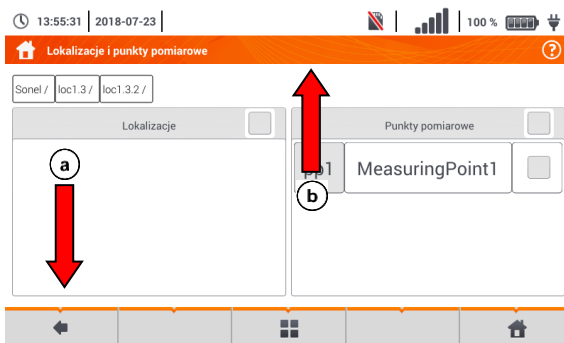 13:55:31 2018-07-23 100 %
Lokalizacje i punkty pomiarowe
Sonel / loc1.3 / loc1.3.2 /
Lokalizacje Punkty pomiarowe
a
pp1 MeasuringPoint1
b